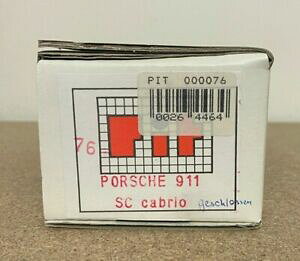 PIT 000076
0026 4464
76-
PIT
PORSCHE 911
SC cabrio geschlossen